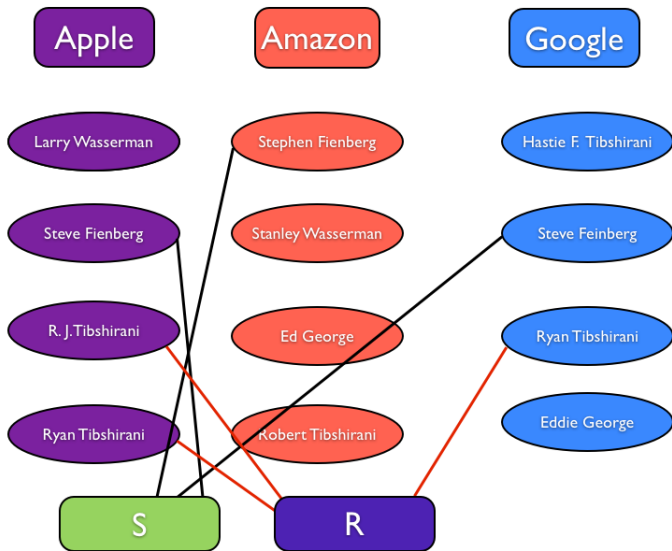 Apple Amazon Google
Larry Wasserman Stephen Fienberg Hastie F. Tibshirani
Steve Fienberg Stanley Wasserman Steve Feinberg
R. J.Tibshirani Ed George Ryan Tibshirani
Ryan Tibshirani Robert Tibshirani Eddie George
S R